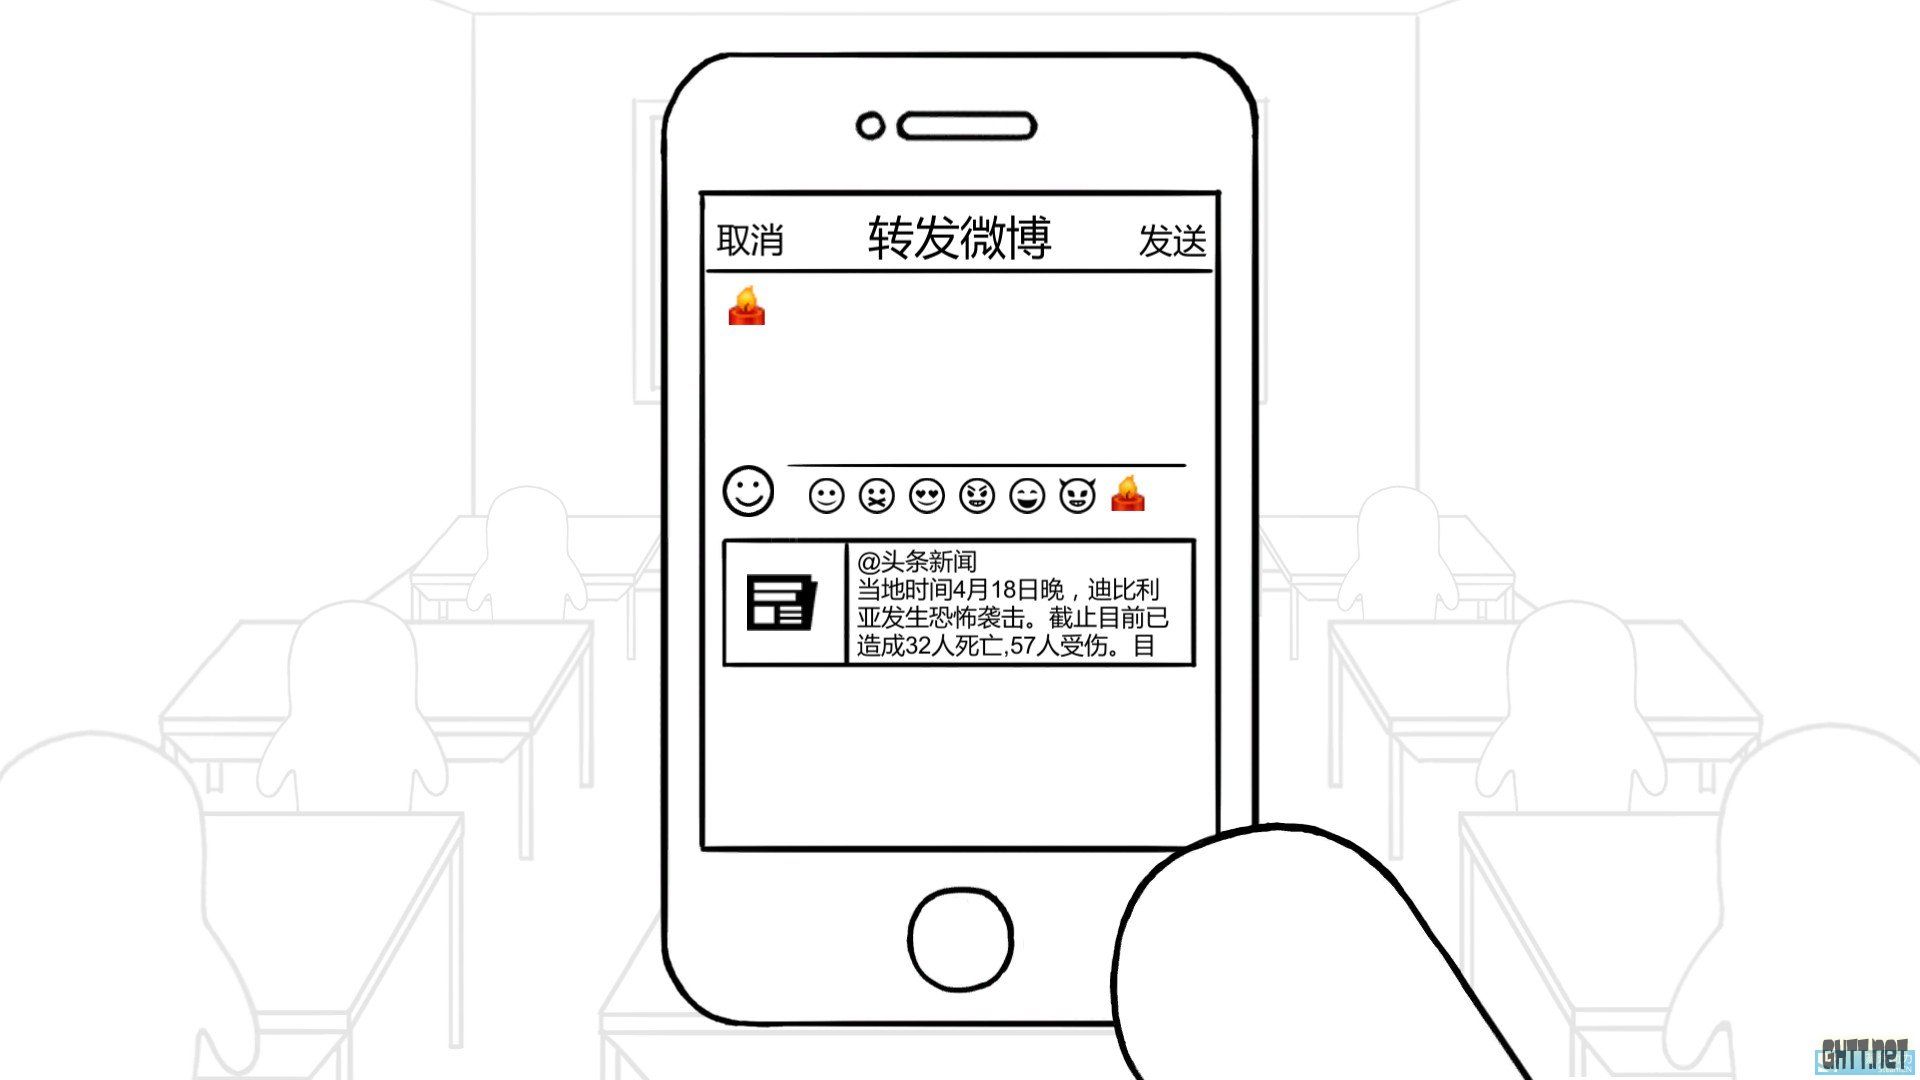 取消 转发微博 发送
@头条新闻
当地时间4月18日晚，迪比利
亚发生恐怖袭击。截止目前已
造成32人死亡,57人受伤。目
GHTT.NET